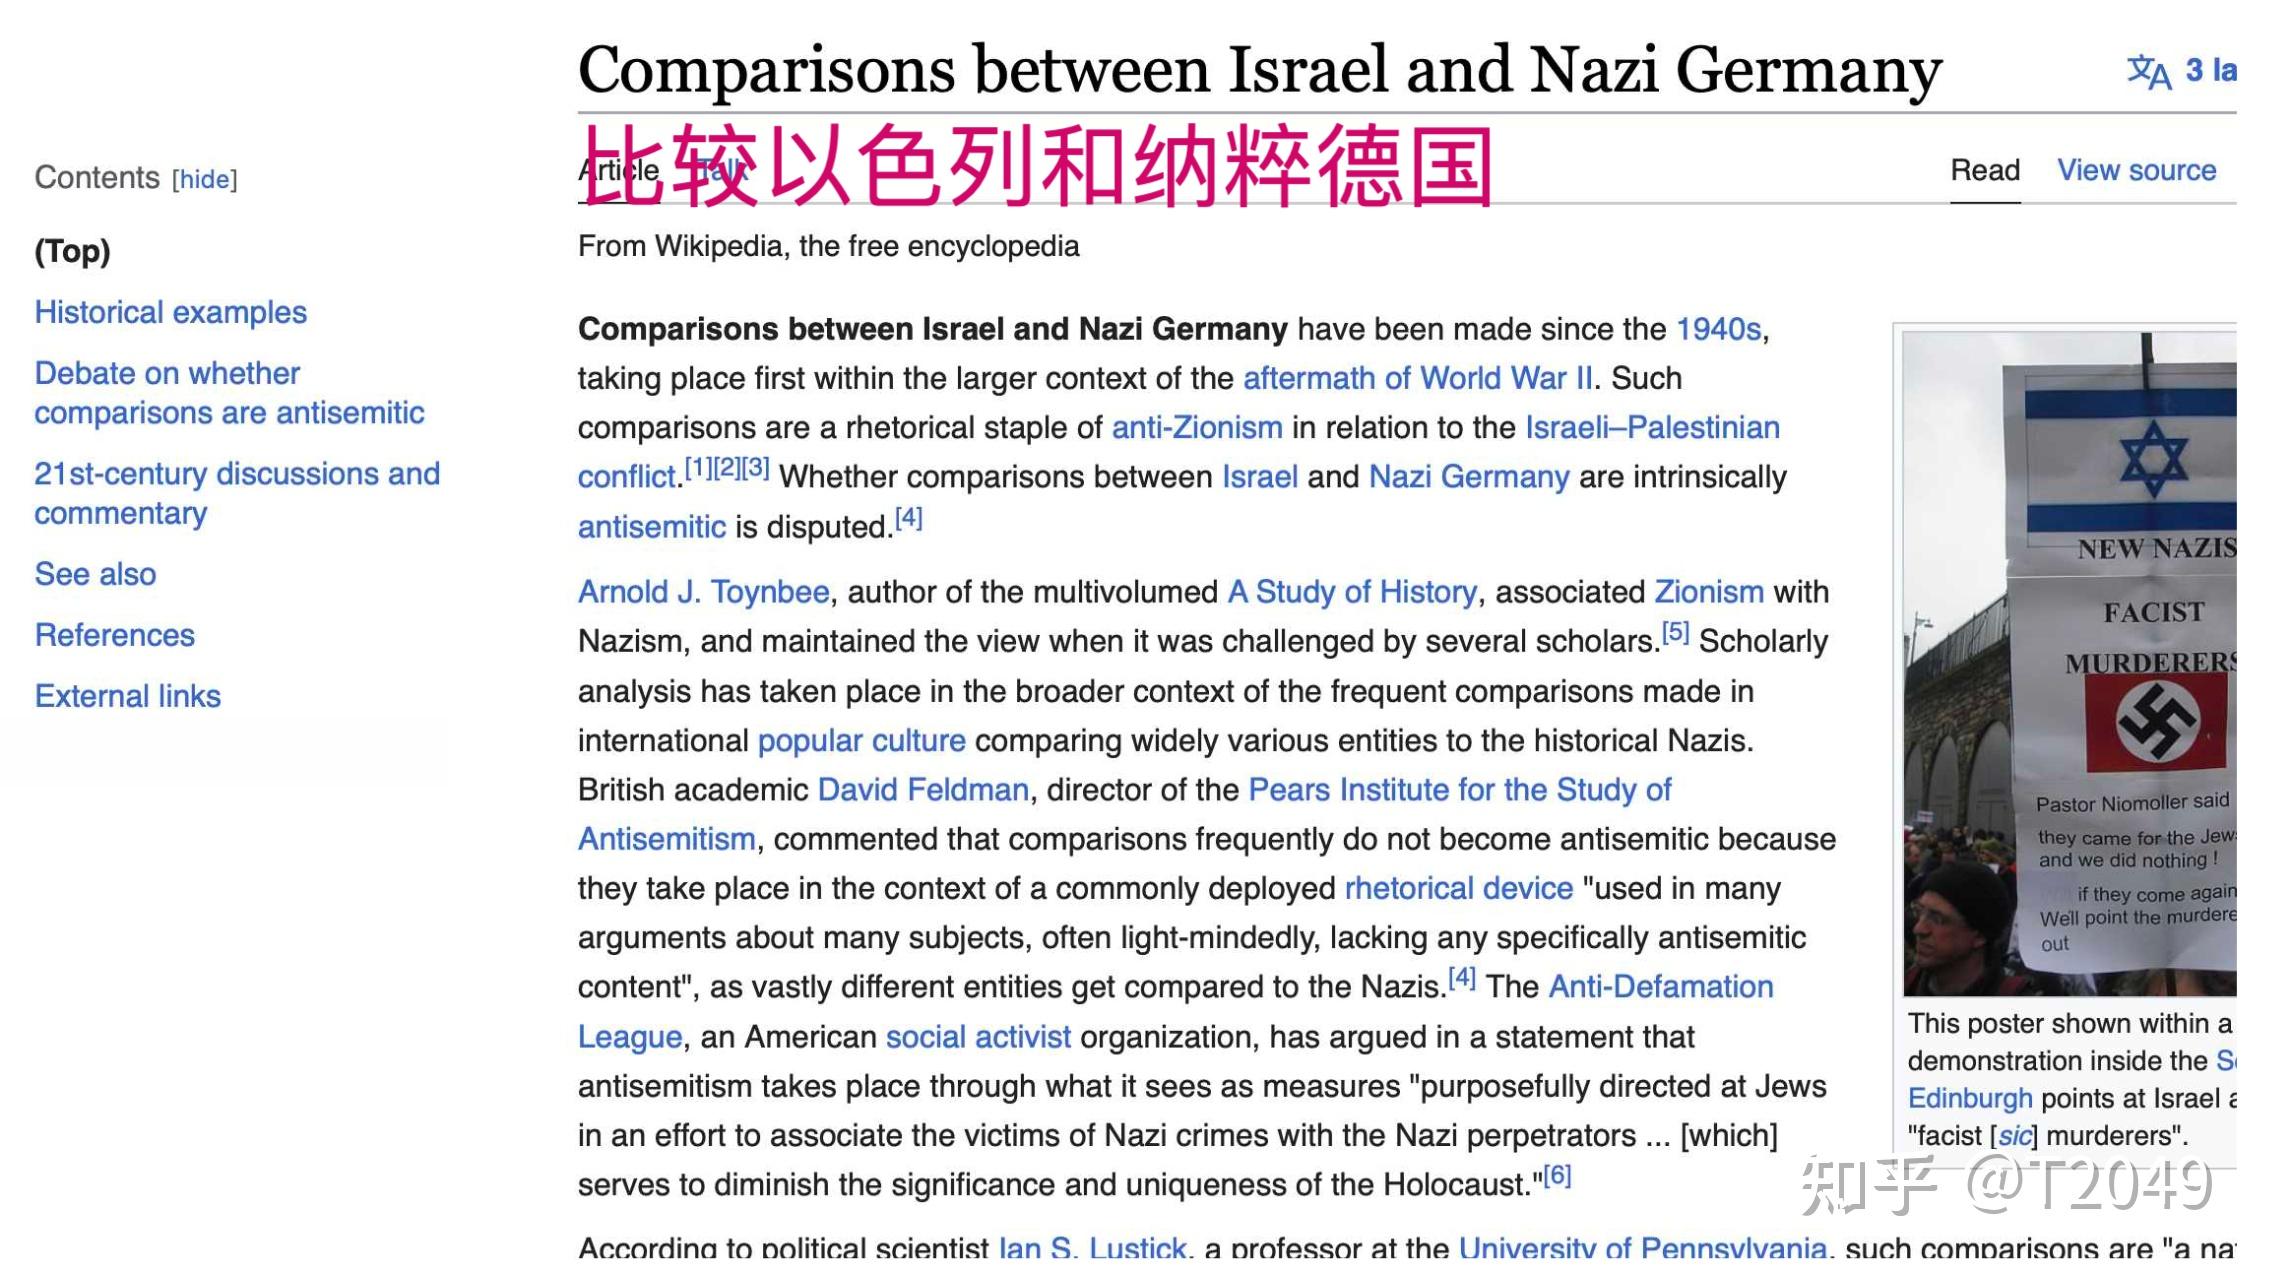 Comparisons between Israel and Nazi Germany
3 la
比较以色列和纳粹德国
Article Talk
Read View source
Contents [hide]
(Top)
Historical examples
Debate on whether
comparisons are antisemitic
21st-century discussions and
commentary
See also
References
External links
From Wikipedia, the free encyclopedia
Comparisons between Israel and Nazi Germany have been made since the 1940s,
taking place first within the larger context of the aftermath of World War II. Such
comparisons are a rhetorical staple of anti-Zionism in relation to the Israeli–Palestinian
conflict.[1][2][3] Whether comparisons between Israel and Nazi Germany are intrinsically
antisemitic is disputed.[4]
Arnold J. Toynbee, author of the multivolumed A Study of History, associated Zionism with
Nazism, and maintained the view when it was challenged by several scholars.[5] Scholarly
analysis has taken place in the broader context of the frequent comparisons made in
international popular culture comparing widely various entities to the historical Nazis.
British academic David Feldman, director of the Pears Institute for the Study of
Antisemitism, commented that comparisons frequently do not become antisemitic because
they take place in the context of a commonly deployed rhetorical device "used in many
arguments about many subjects, often light-mindedly, lacking any specifically antisemitic
content", as vastly different entities get compared to the Nazis.[4] The Anti-Defamation
League, an American social activist organization, has argued in a statement that
antisemitism takes place through what it sees as measures "purposefully directed at Jews
in an effort to associate the victims of Nazi crimes with the Nazi perpetrators ... [which]
serves to diminish the significance and uniqueness of the Holocaust."[6]
According to political scientist Ian S. Lustick, a professor at the University of Pennsylvania, such comparisons are "a na
NEW NAZIS
FACIST
MURDERERS
Pastor Niomoller said
they came for the Jew
and we did nothing !
if they come again
Well point the murdere
out
This poster shown within a
demonstration inside the S
Edinburgh points at Israel a
"facist [sic] murderers".
知乎 @T2049